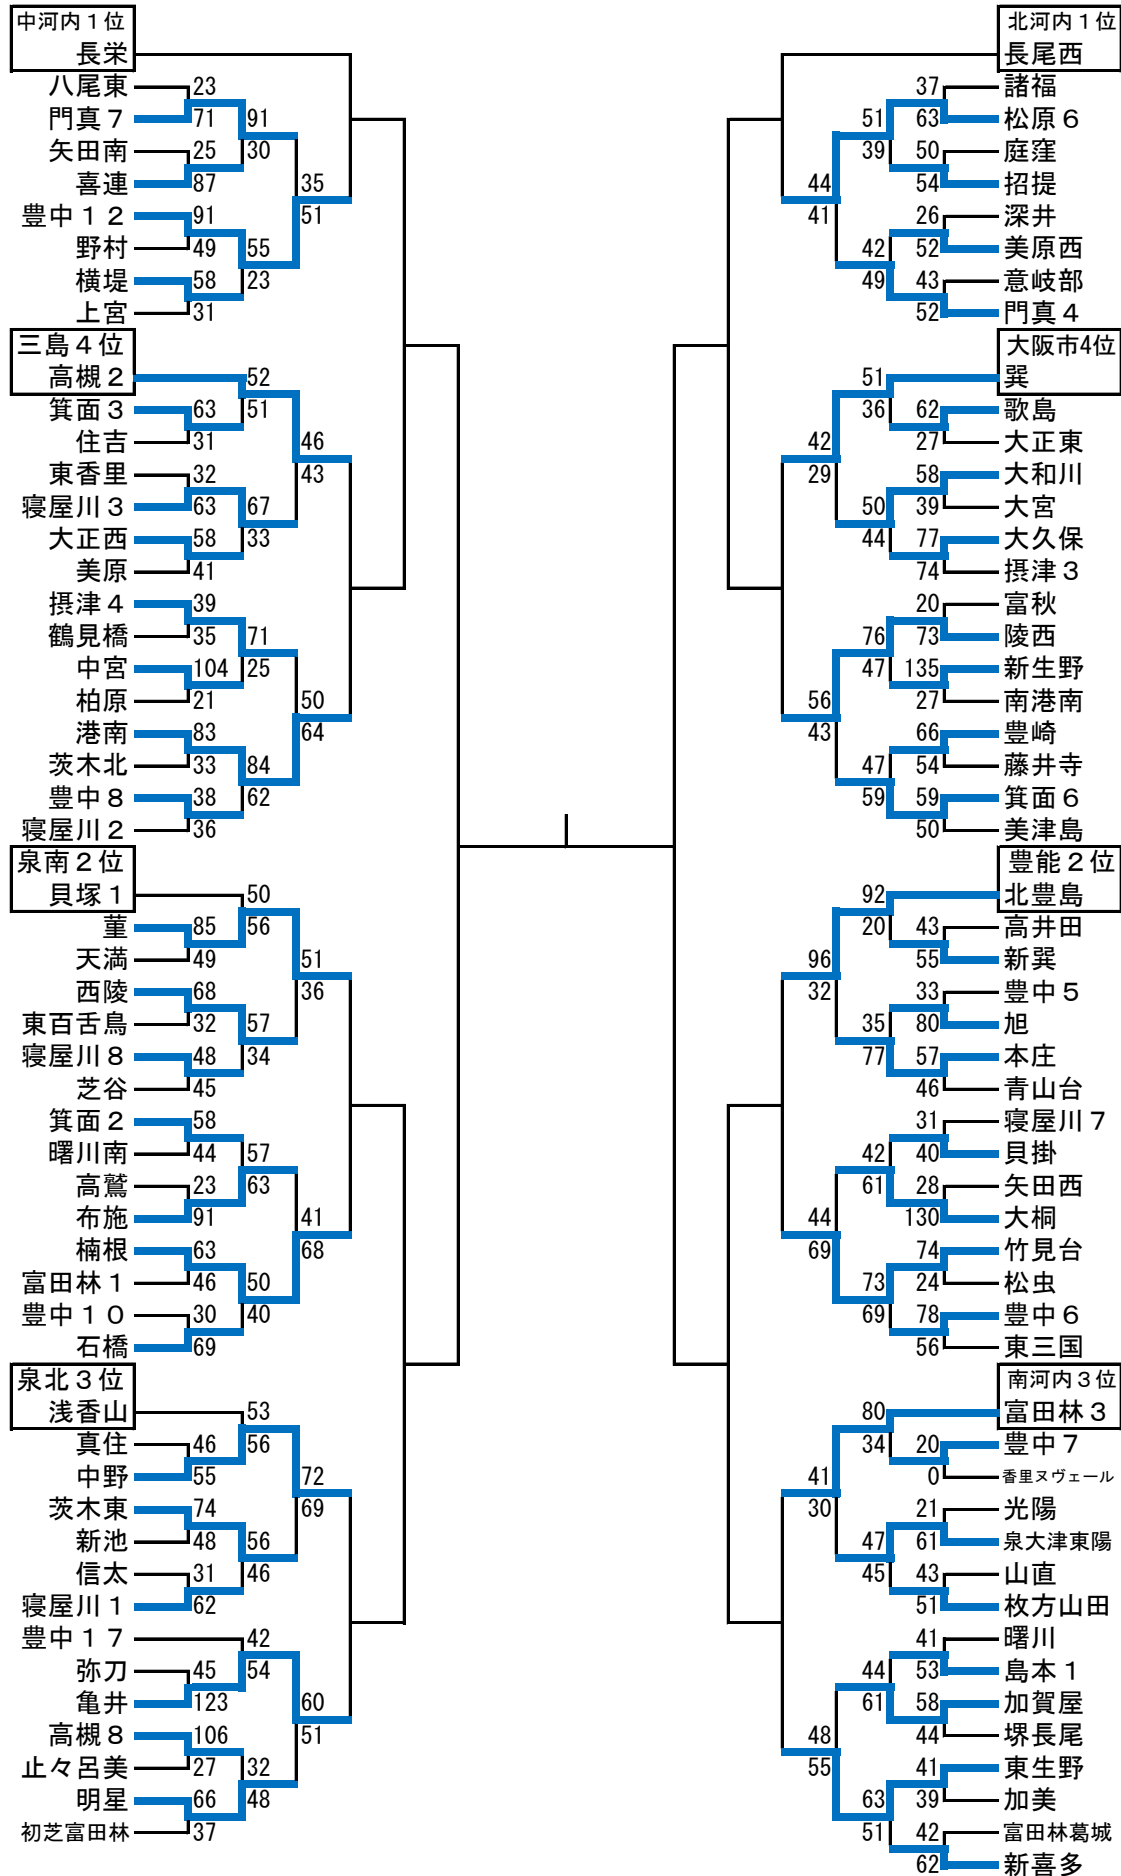 中河内１位
長栄
八尾東
23
門真７
71
91
矢田南
25
30
喜連
87
35
豊中１２
91
51
野村
49
55
横堤
58
23
上宮
31
三島４位
高槻２
52
箕面３
63
51
住吉
31
46
東香里
32
43
寝屋川３
63
67
大正西
58
33
美原
41
摂津４
39
鶴見橋
35
71
中宮
104
25
柏原
21
50
港南
83
64
茨木北
33
84
豊中８
38
62
寝屋川２
36
泉南２位
貝塚１
50
菫
85
56
天満
49
51
西陵
68
36
東百舌鳥
32
57
寝屋川８
48
34
芝谷
45
箕面２
58
曙川南
44
57
高鷲
23
63
布施
91
41
楠根
63
68
富田林１
46
50
豊中１０
30
40
石橋
69
泉北３位
浅香山
53
真住
46
56
中野
55
72
茨木東
74
69
新池
48
56
信太
31
46
寝屋川１
62
豊中１７
42
弥刀
45
54
亀井
123
60
高槻８
106
51
止々呂美
27
32
明星
66
48
初芝富田林
37
北河内１位
長尾西
37
諸福
51
63
松原６
39
50
庭窪
44
54
招提
41
26
深井
42
52
美原西
49
43
意岐部
52
門真４
大阪市4位
51
巽
36
62
歌島
42
27
大正東
29
58
大和川
50
39
大宮
44
77
大久保
74
摂津３
20
富秋
76
73
陵西
47
135
新生野
56
27
南港南
43
66
豊崎
47
54
藤井寺
59
59
箕面６
50
美津島
豊能２位
92
北豊島
20
43
高井田
96
55
新巽
32
33
豊中５
35
80
旭
77
57
本庄
46
青山台
31
寝屋川７
42
40
貝掛
61
28
矢田西
44
130
大桐
69
74
竹見台
73
24
松虫
69
78
豊中６
56
東三国
南河内３位
80
富田林３
34
20
豊中７
41
0
香里ヌヴェール
30
21
光陽
47
61
泉大津東陽
45
43
山直
51
枚方山田
41
曙川
44
53
島本１
61
58
加賀屋
48
44
堺長尾
55
41
東生野
63
39
加美
51
42
富田林葛城
62
新喜多